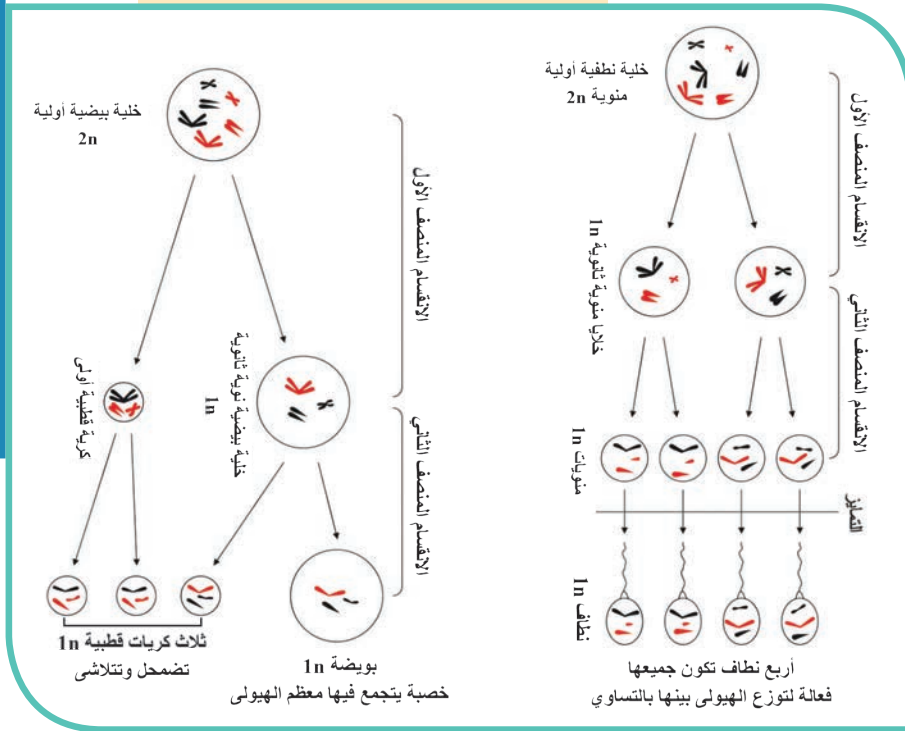 خلية نطفية أولية
منوية 2n
الانقسام المنصف الأول
خلايا منوية ثانوية 1n
الانقسام المنصف الثاني
منويات 1n
التمايز
نطاف 1n
أربع نطاف تكون جميعها
فعالة لتوزع الهيولى بينها بالتساوي
خلية بيضية أولية
2n
الانقسام المنصف الأول
كرية قطبية أولى
خلية بيضية نوية ثانوية
1n
الانقسام المنصف الثاني
ثلاث كريات قطبية 1n
تضمحل وتتلاشى
بويضة 1n
خصبة يتجمع فيها معظم الهيولى